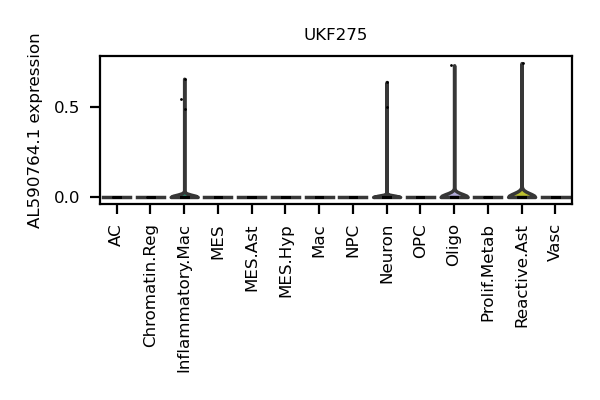 UKF275
AL590764.1 expression
0.5
0.0
AC
Chromatin.Reg
Inflammatory.Mac
MES
MES.Ast
MES.Hyp
Mac
NPC
Neuron
OPC
Oligo
Prolif.Metab
Reactive.Ast
Vasc